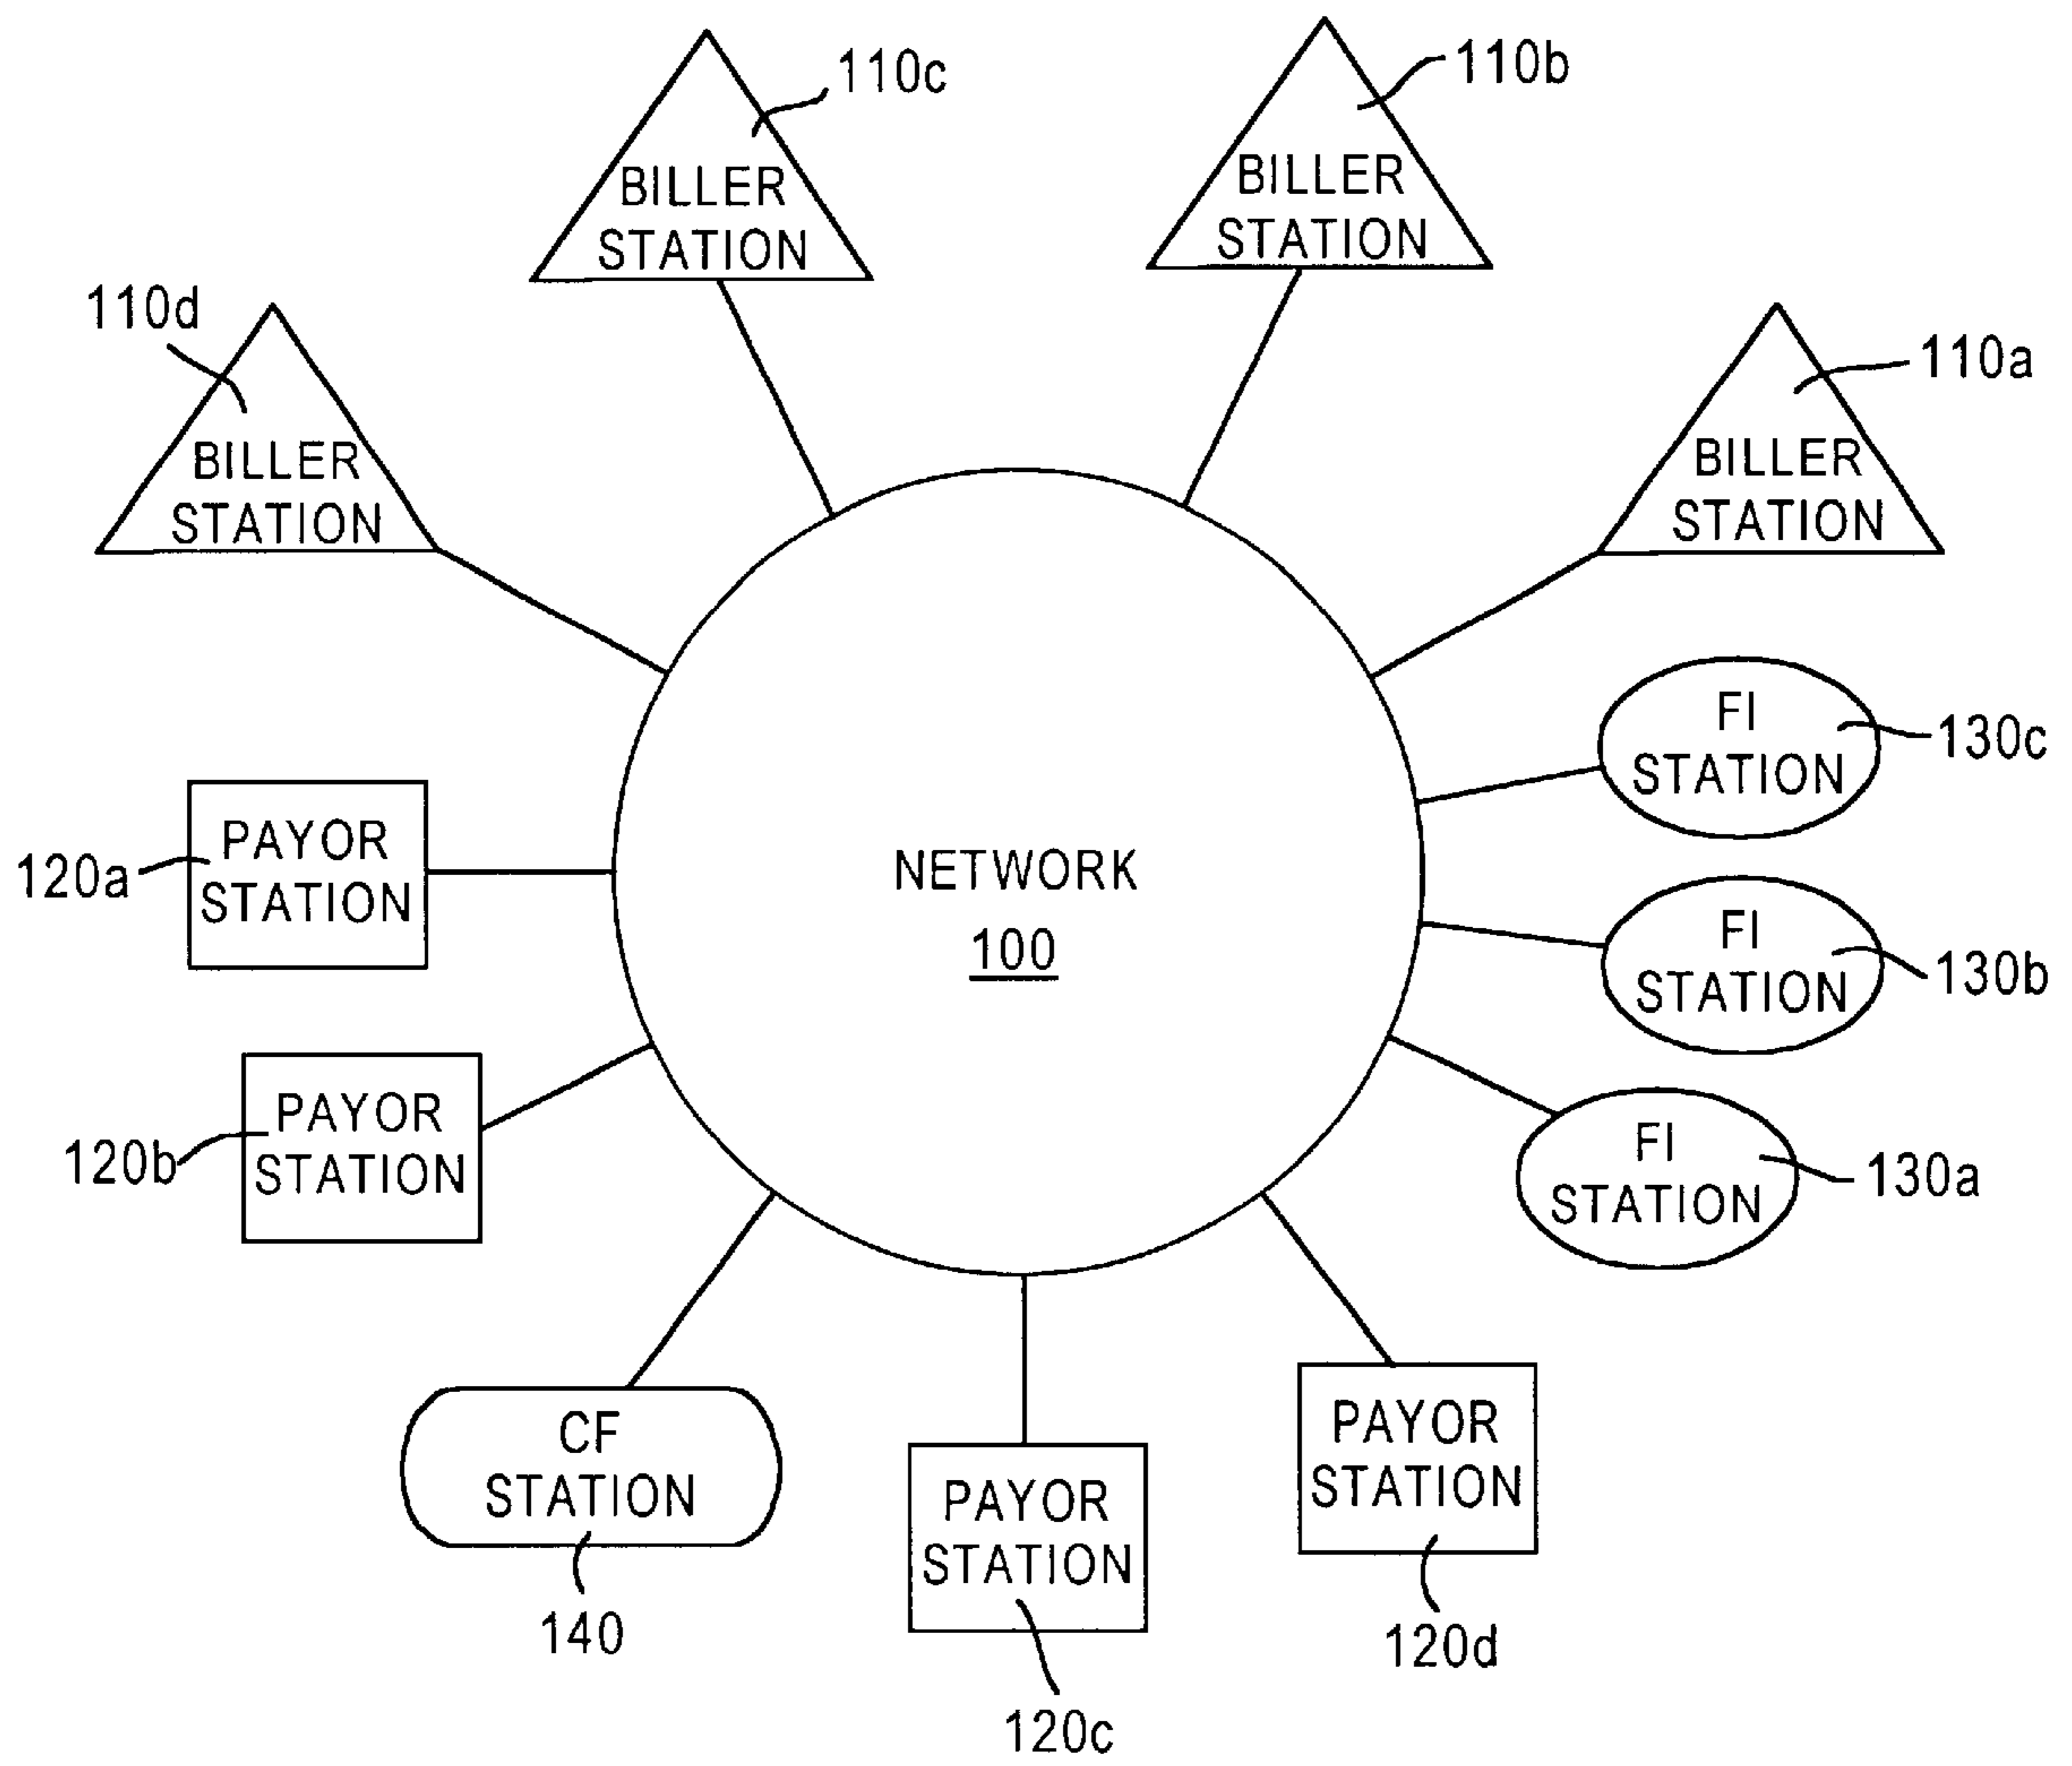 110c
110b
BILLER
STATION
BILLER
STATION
110d
110a
BILLER
STATION
BILLER
STATION
FI
STATION
130c
PAYOR
STATION
120a
NETWORK
100
FI
STATION
130b
PAYOR
STATION
120b
FI
STATION
130a
CF
STATION
140
PAYOR
STATION
120c
PAYOR
STATION
120d